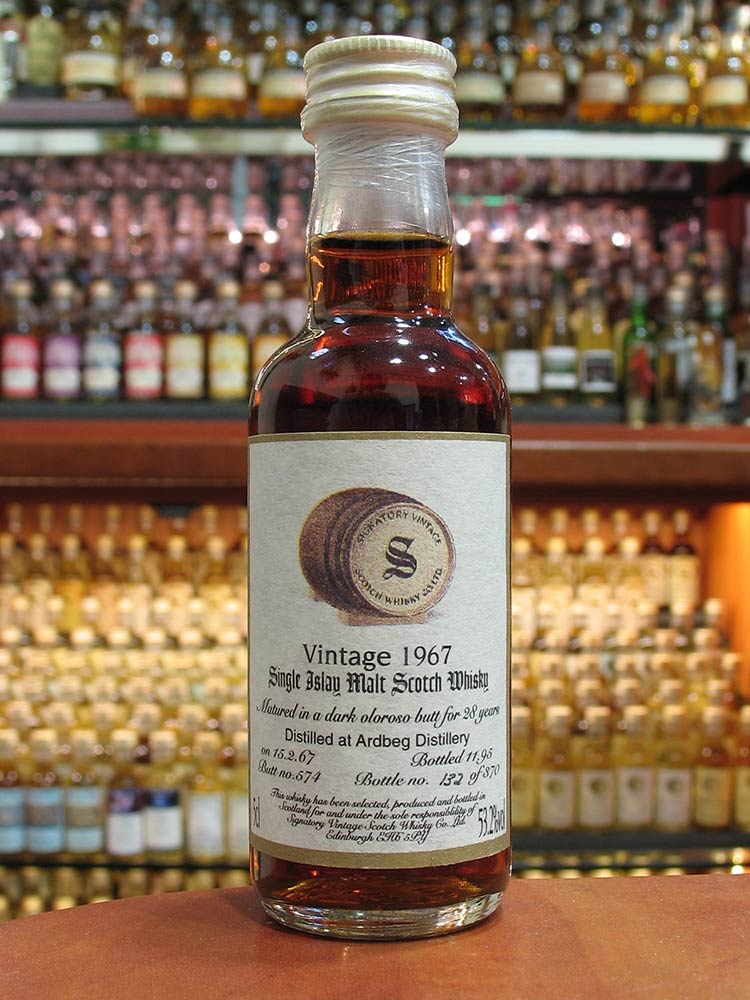 SIGNATORY VINTAGE
S
SCOTCH WHISKY CO. LTD.
Vintage 1967
Single Islay Malt Scotch Whisky
Matured in a dark oloroso butt for 28 years
Distilled at Ardbeg Distillery
on 15.2.67 Bottled 11.95
Butt no.574 Bottle no. 132 of 870
This whisky has been selected, produced and bottled in
Scotland for and under the sole responsibility of
Signatory Vintage Scotch Whisky Co. Ltd.
Edinburgh EH6 5PY
5cl
53.2%vol